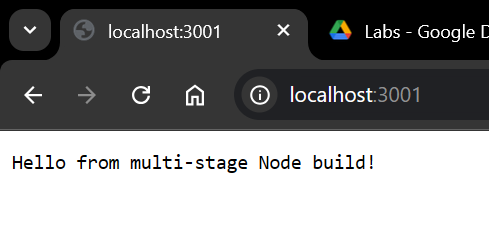 localhost:3001
Labs - Google D
localhost:3001
Hello from multi-stage Node build!